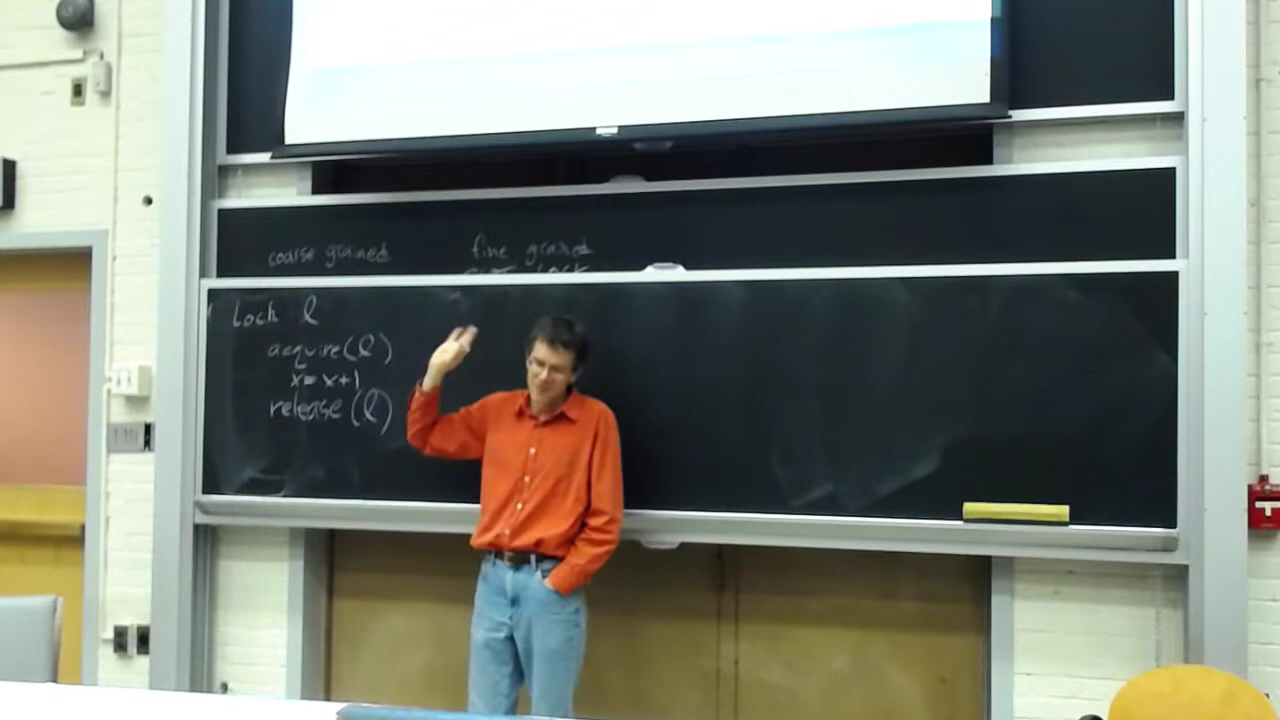 coarse grained fine grained
Lock l
acquire(l)
x=x+1
release(l)